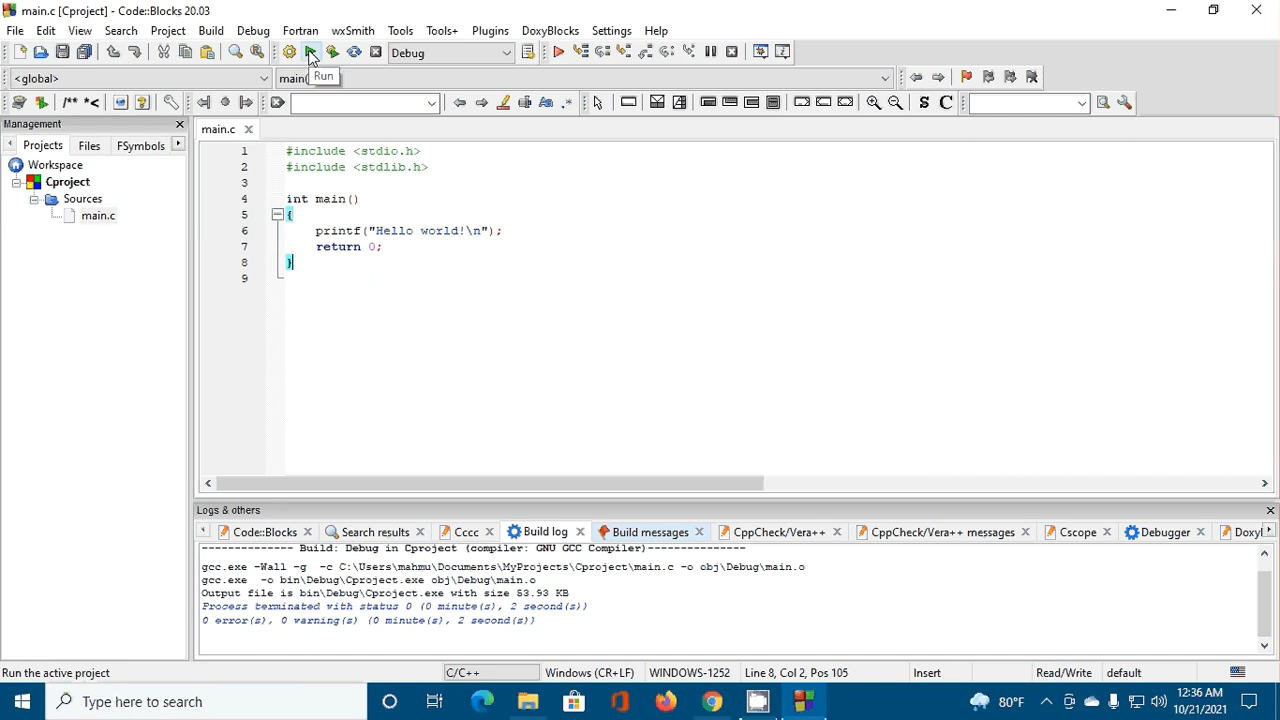 main.c [Cproject] - Code::Blocks 20.03
File Edit View Search Project Build Debug Fortran wxSmith Tools Tools+ Plugins DoxyBlocks Settings Help
Debug
<global> main(
Run
/** *<
S C
Management
main.c
Projects Files FSymbols
Workspace
Cproject
Sources
main.c
1 #include <stdio.h>
2 #include <stdlib.h>
3
4 int main()
5 {
6 printf("Hello world!\n");
7 return 0;
8 }
9
Logs & others
Code::Blocks Search results Cccc Build log Build messages CppCheck/Vera++ CppCheck/Vera++ messages Cscope Debugger Doxyl
-------------- Build: Debug in Cproject (compiler: GNU GCC Compiler)---------------
gcc.exe -Wall -g -c C:\Users\mahmu\Documents\MyProjects\Cproject\main.c -o obj\Debug\main.o
gcc.exe -o bin\Debug\Cproject.exe obj\Debug\main.o
Output file is bin\Debug\Cproject.exe with size 53.93 KB
Process terminated with status 0 (0 minute(s), 2 second(s))
0 error(s), 0 warning(s) (0 minute(s), 2 second(s))
Run the active project C/C++ Windows (CR+LF) WINDOWS-1252 Line 8, Col 2, Pos 105 Insert Read/Write default
Type here to search
80°F
12:36 AM
10/21/2021